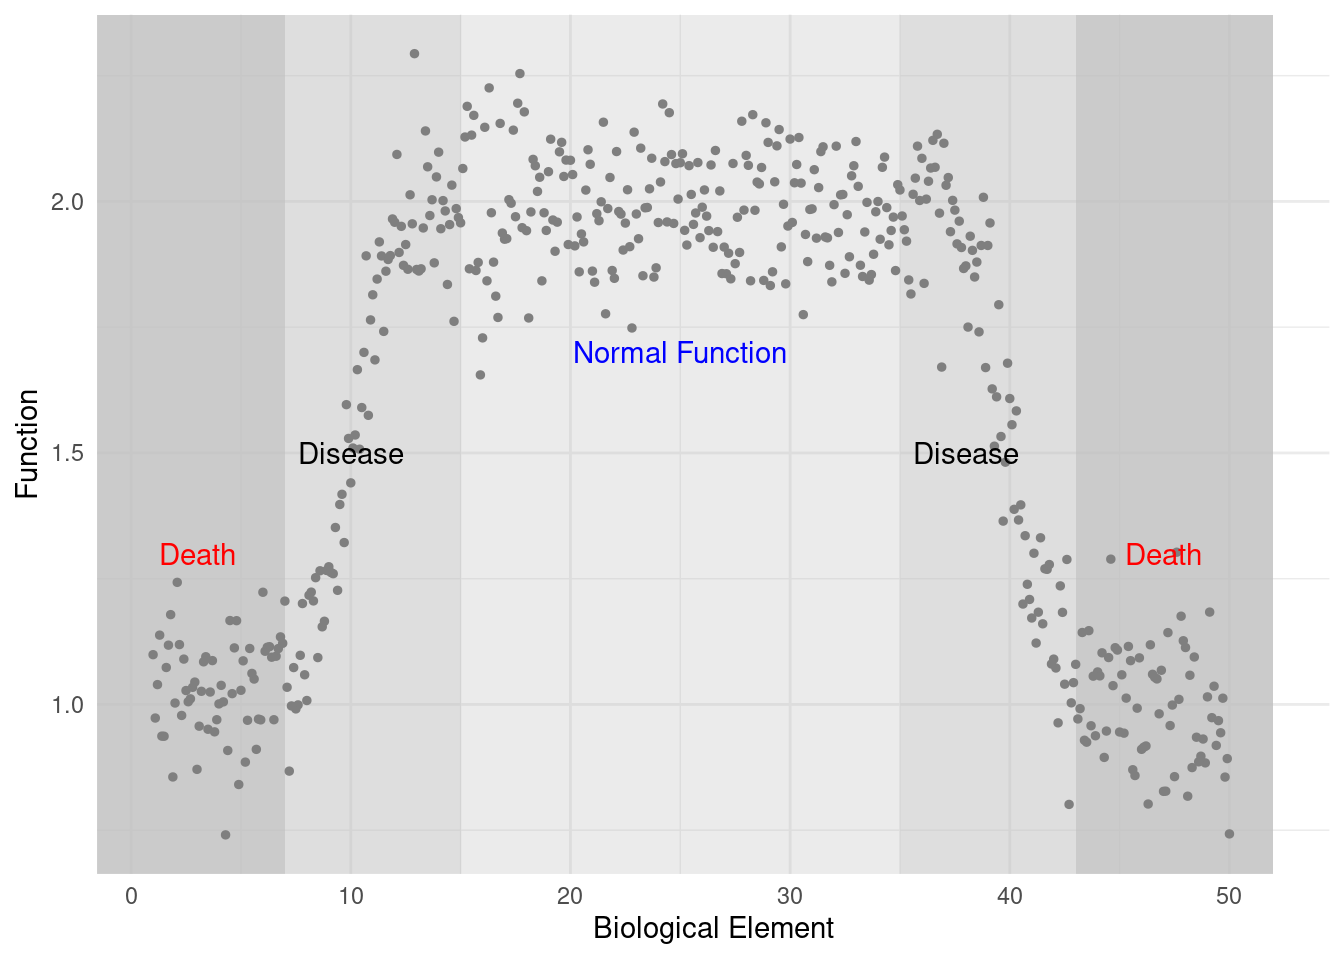 2.0
1.5
1.0
Function
Normal Function
Disease
Disease
Death
Death
0
10
20
30
40
50
Biological Element